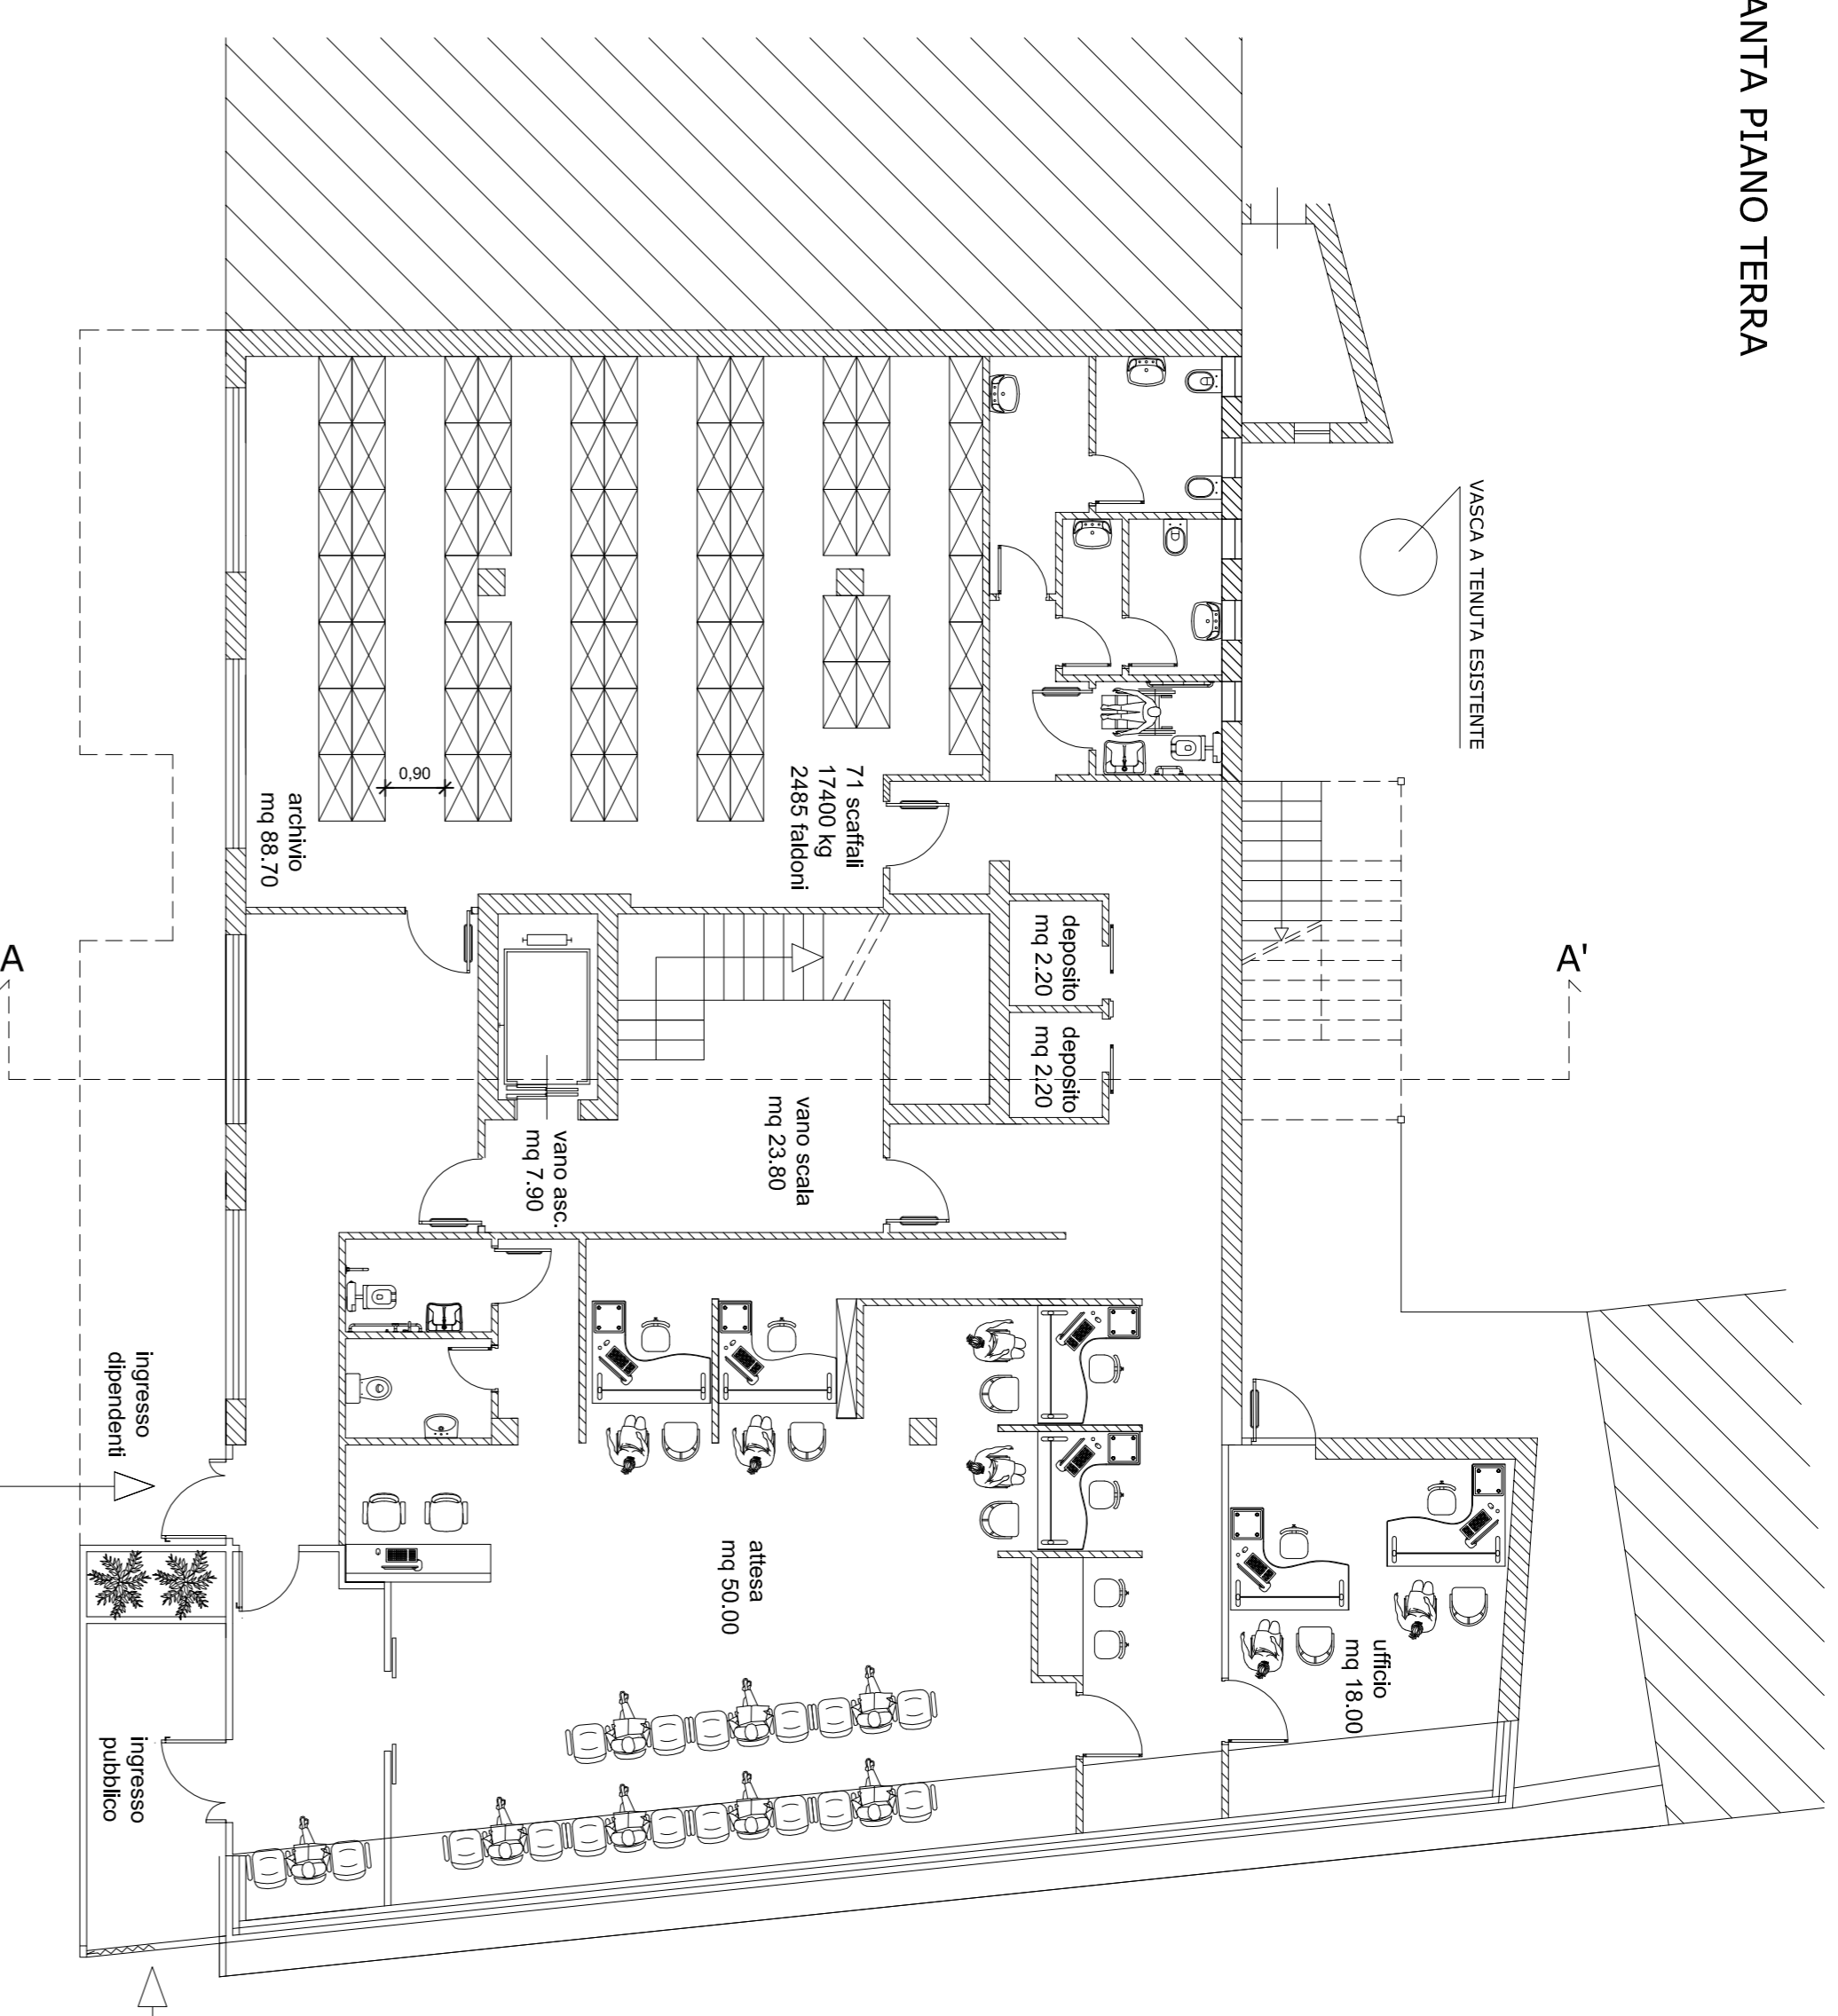 ANTA PIANO TERRA
VASCA A TENUTA ESISTENTE
A'
A
71 scaffali
17400 kg
2485 faldoni
0,90
archivio
mq 88.70
deposito
mq 2.20
deposito
mq 2.20
vano scala
mq 23.80
vano asc.
mq 7.90
ufficio
mq 18.00
attesa
mq 50.00
ingresso
dipendenti
ingresso
pubblico